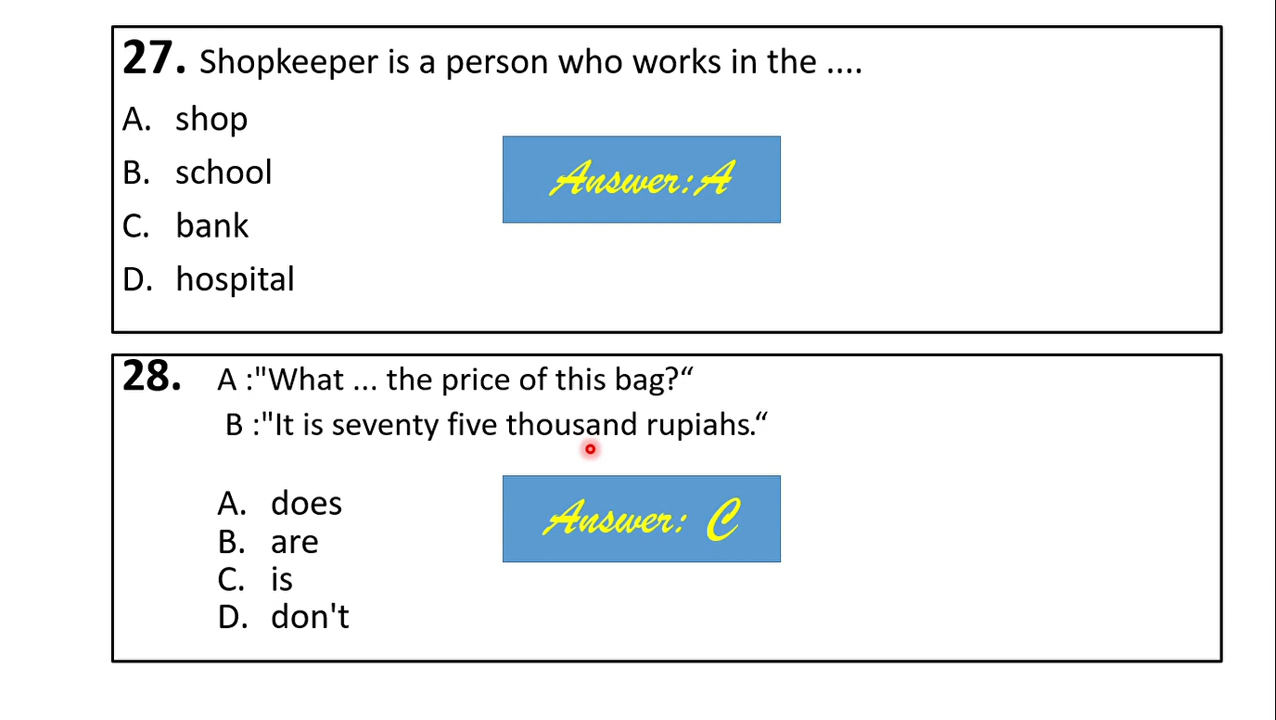 27. Shopkeeper is a person who works in the ....
A. shop
B. school
C. bank
D. hospital
Answer:A
28. A :"What ... the price of this bag?“
B :"It is seventy five thousand rupiahs.“
A. does
B. are
C. is
D. don't
Answer: C